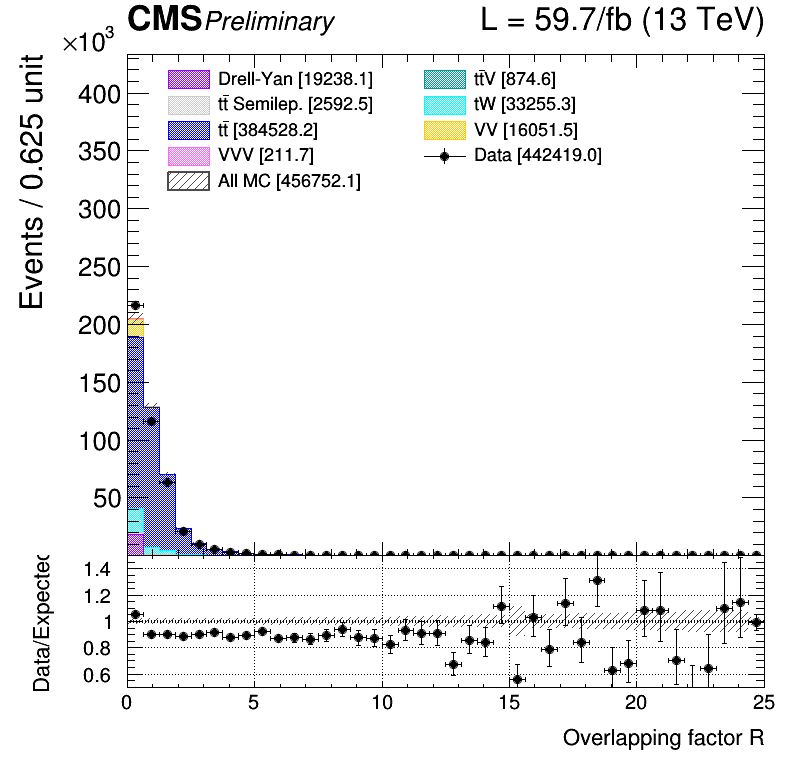 CMS Preliminary L = 59.7/fb (13 TeV)
×10³
Events / 0.625 unit
400
350
300
250
200
150
100
50
Drell-Yan [19238.1]
tt̄ Semilep. [2592.5]
tt̄ [384528.2]
VVV [211.7]
All MC [456752.1]
tt̄V [874.6]
tW [33255.3]
VV [16051.5]
Data [442419.0]
Data/Expected
1.4
1.2
1
0.8
0.6
0 5 10 15 20 25
Overlapping factor R